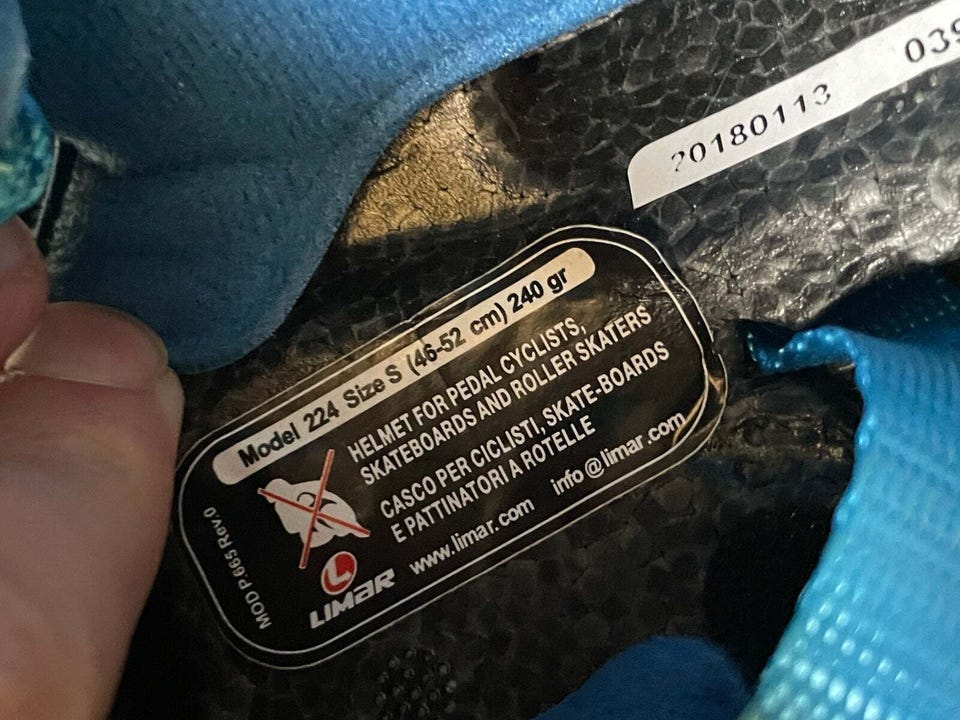 20180113 039
Model 224 Size S (46-52 cm) 240 gr
HELMET FOR PEDAL CYCLISTS,
SKATEBOARDS AND ROLLER SKATERS
CASCO PER CICLISTI, SKATE-BOARDS
E PATTINATORI A ROTELLE
www.limar.com info@limar.com
LIMAR
MOD P.665 Rev.0